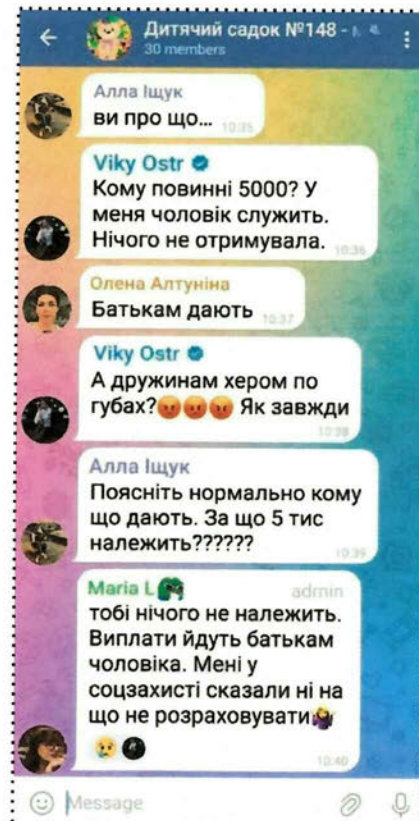 Дитячий садок №148 -
30 members
Алла Іщук
ви про що...
10:35
Viky Ostr
Кому повинні 5000? У
меня чоловік служить.
Нічого не отримувала.
10:36
Олена Алтуніна
Батькам дають
10:37
Viky Ostr
А дружинам хером по
губах?😡😡😡 Як завжди
10:38
Алла Іщук
Поясніть нормально кому
що дають. За що 5 тис
належить??????
10:39
Maria L admin
тобі нічого не належить.
Виплати йдуть батькам
чоловіка. Мені у
соцзахисті сказали ні на
що не розраховувати🤷‍♀️
😢
10:40
Message